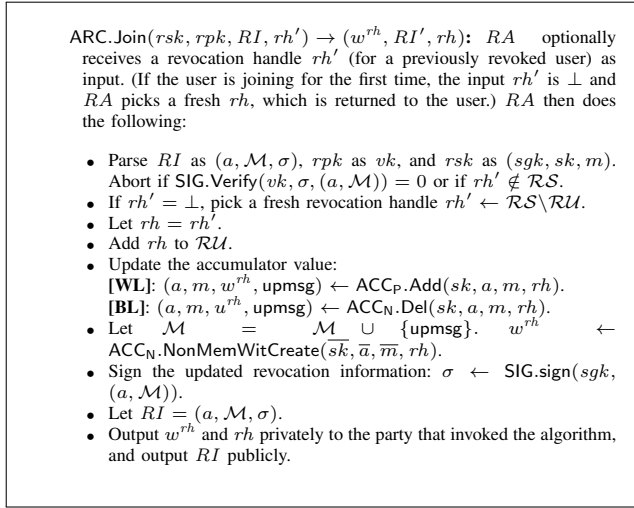 ARC.Join(rsk, rpk, RI, rh′) → (w^{rh}, RI′, rh): RA optionally
receives a revocation handle rh′ (for a previously revoked user) as
input. (If the user is joining for the first time, the input rh′ is ⊥ and
RA picks a fresh rh, which is returned to the user.) RA then does
the following:
• Parse RI as (a, ℳ, σ), rpk as vk, and rsk as (sgk, sk, m).
Abort if SIG.Verify(vk, σ, (a, ℳ)) = 0 or if rh′ ∉ ℛ𝒮.
• If rh′ = ⊥, pick a fresh revocation handle rh′ ← ℛ𝒮\ℛ𝒰.
• Let rh = rh′.
• Add rh to ℛ𝒰.
• Update the accumulator value:
[WL]: (a, m, w^{rh}, upmsg) ← ACC_P.Add(sk, a, m, rh).
[BL]: (a, m, u^{rh}, upmsg) ← ACC_N.Del(sk, a, m, rh).
• Let ℳ = ℳ ∪ {upmsg}. w^{rh} ←
ACC_N.NonMemWitCreate(s̅k̅, a̅, m̅, rh).
• Sign the updated revocation information: σ ← SIG.sign(sgk,
(a, ℳ)).
• Let RI = (a, ℳ, σ).
• Output w^{rh} and rh privately to the party that invoked the algorithm,
and output RI publicly.